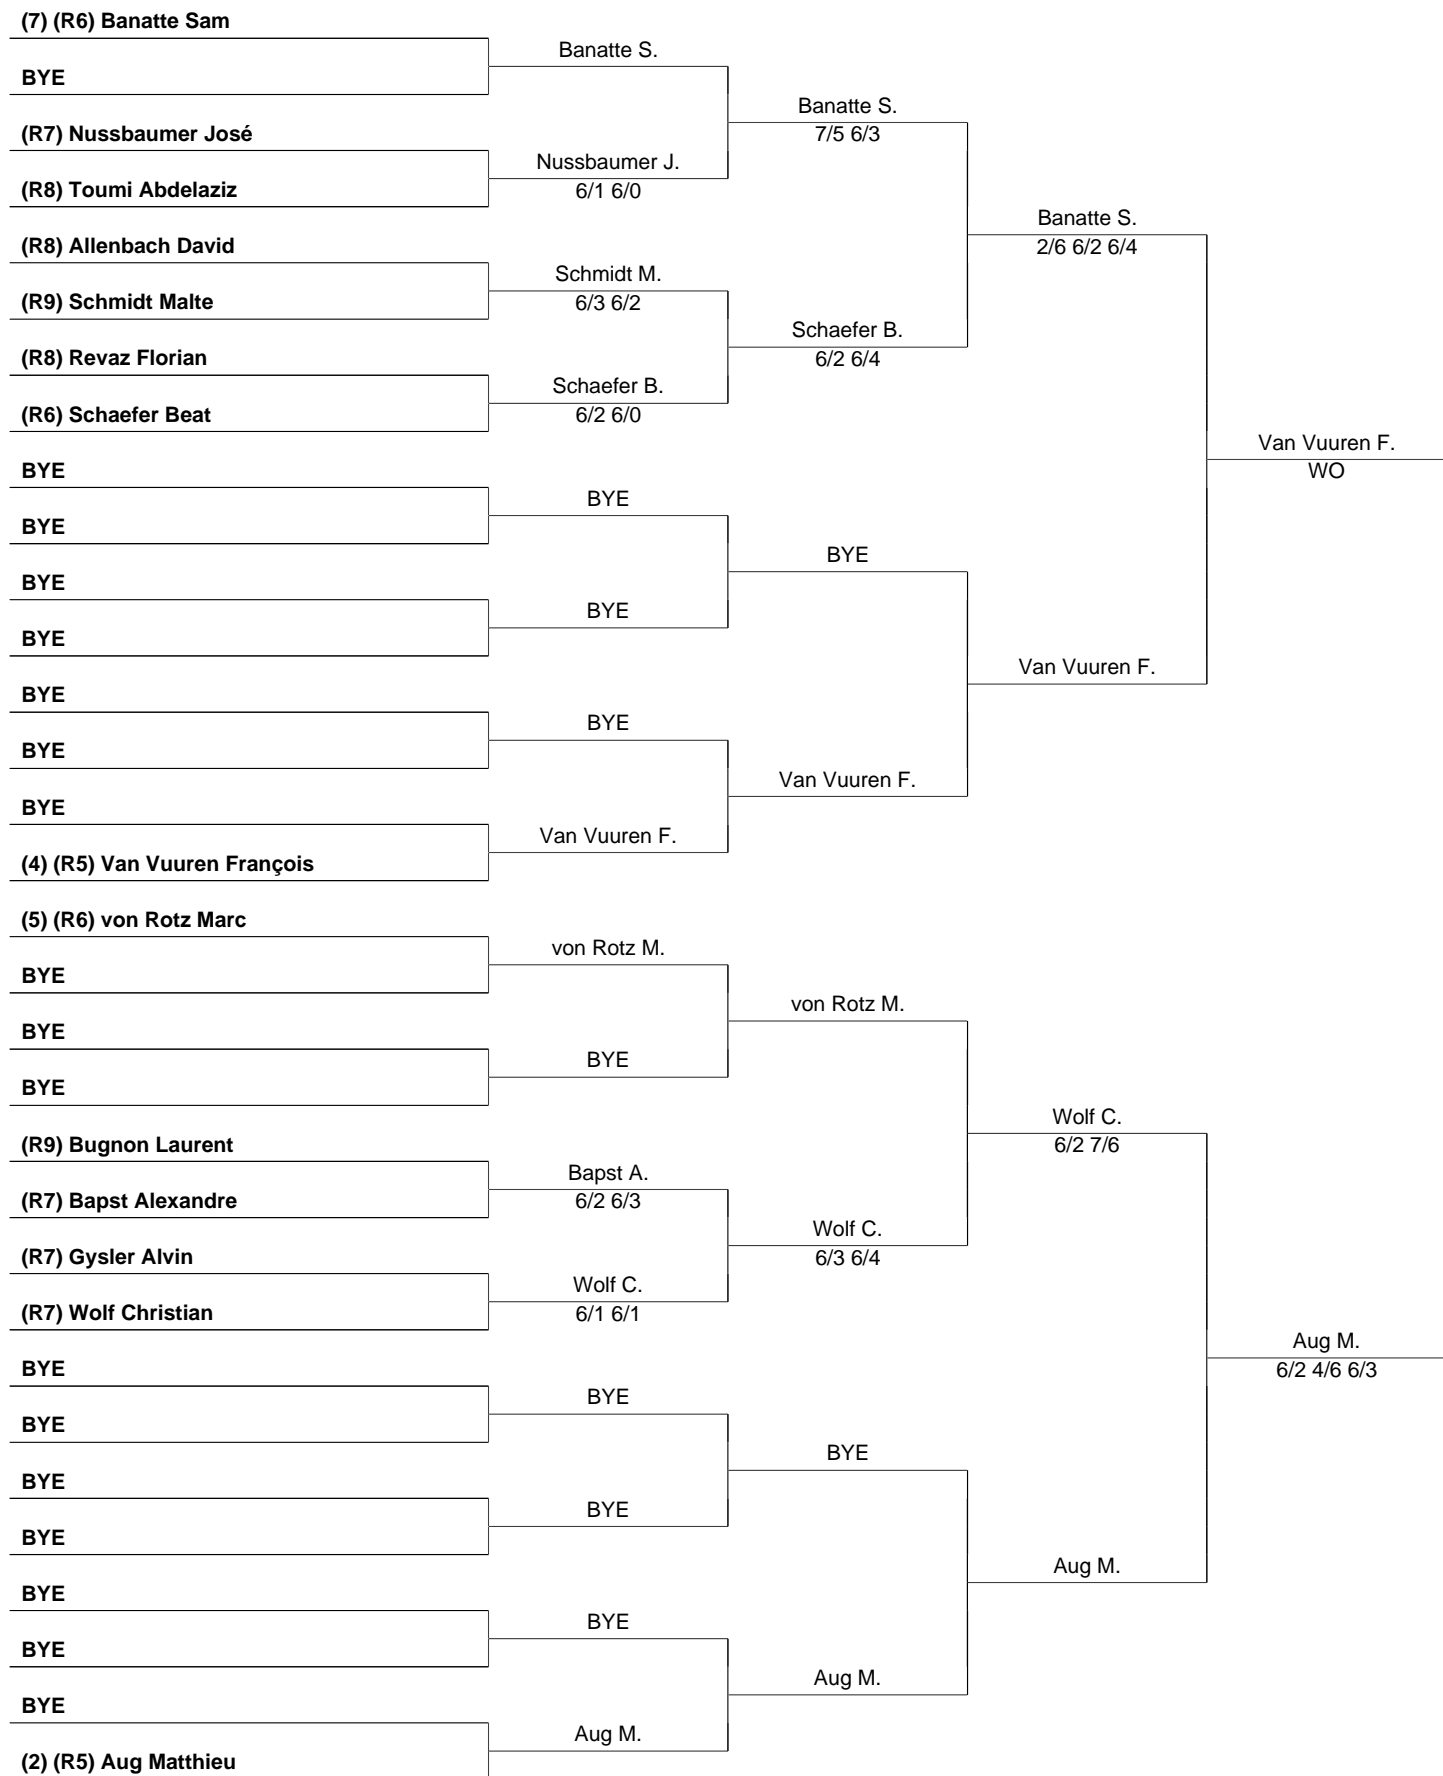 (7) (R6) Banatte Sam
BYE
(R7) Nussbaumer José
(R8) Toumi Abdelaziz
(R8) Allenbach David
(R9) Schmidt Malte
(R8) Revaz Florian
(R6) Schaefer Beat
BYE
BYE
BYE
BYE
BYE
BYE
BYE
(4) (R5) Van Vuuren François
(5) (R6) von Rotz Marc
BYE
BYE
BYE
(R9) Bugnon Laurent
(R7) Bapst Alexandre
(R7) Gysler Alvin
(R7) Wolf Christian
BYE
BYE
BYE
BYE
BYE
BYE
BYE
(2) (R5) Aug Matthieu
Banatte S.
Nussbaumer J.
6/1 6/0
Schmidt M.
6/3 6/2
Schaefer B.
6/2 6/0
BYE
BYE
BYE
Van Vuuren F.
von Rotz M.
BYE
Bapst A.
6/2 6/3
Wolf C.
6/1 6/1
BYE
BYE
BYE
Aug M.
Banatte S.
7/5 6/3
Schaefer B.
6/2 6/4
BYE
Van Vuuren F.
von Rotz M.
Wolf C.
6/3 6/4
BYE
Aug M.
Banatte S.
2/6 6/2 6/4
Van Vuuren F.
Wolf C.
6/2 7/6
Aug M.
Van Vuuren F.
WO
Aug M.
6/2 4/6 6/3